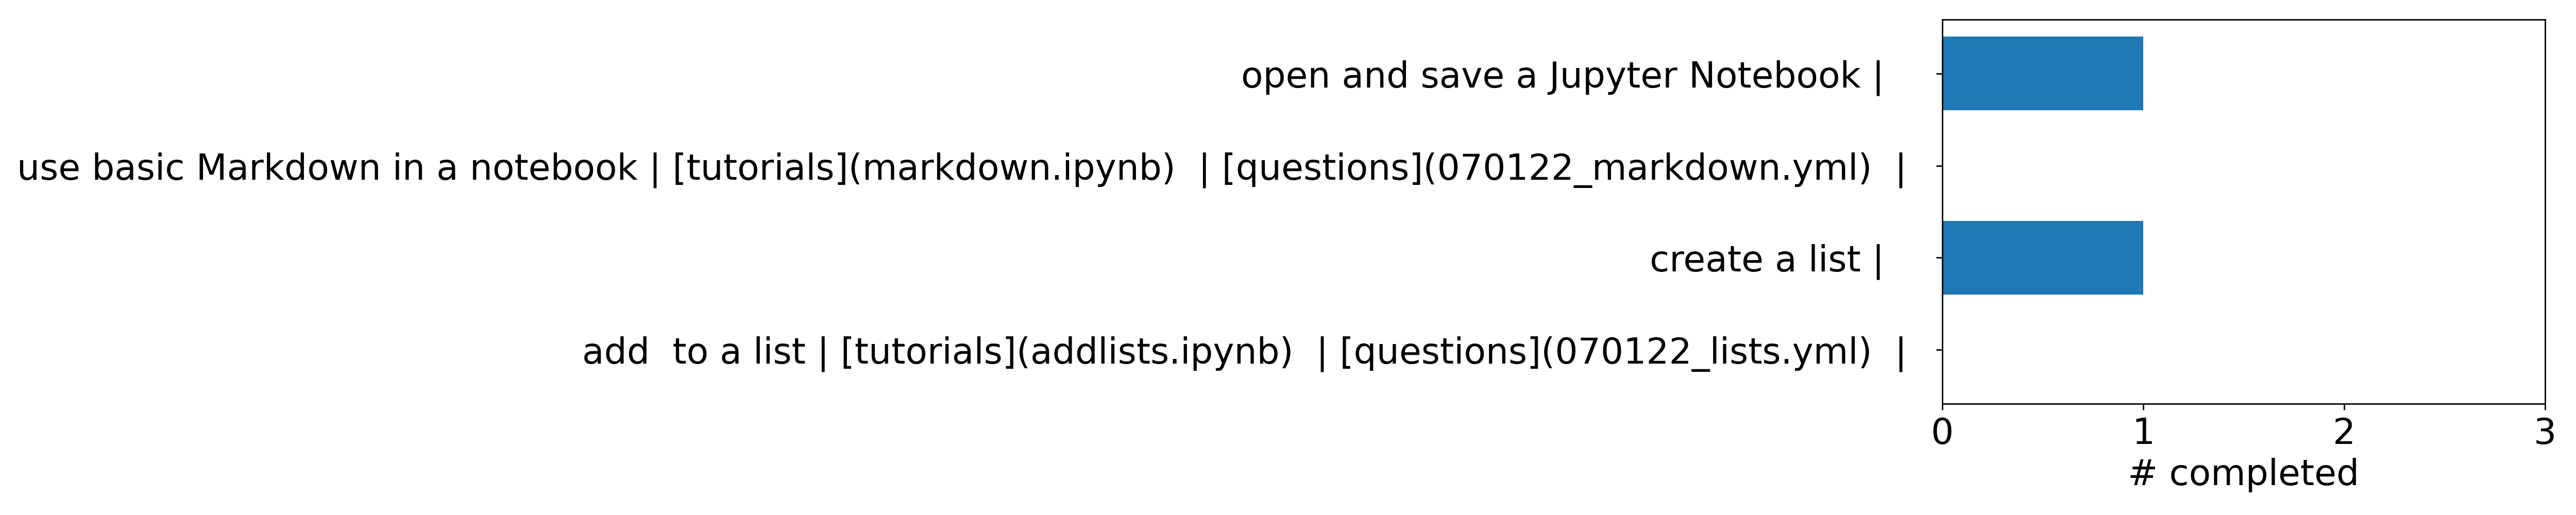 open and save a Jupyter Notebook |
use basic Markdown in a notebook | [tutorials](markdown.ipynb)  | [questions](070122_markdown.yml)  |
create a list |
add  to a list | [tutorials](addlists.ipynb)  | [questions](070122_lists.yml)  |
0 1 2 3
# completed